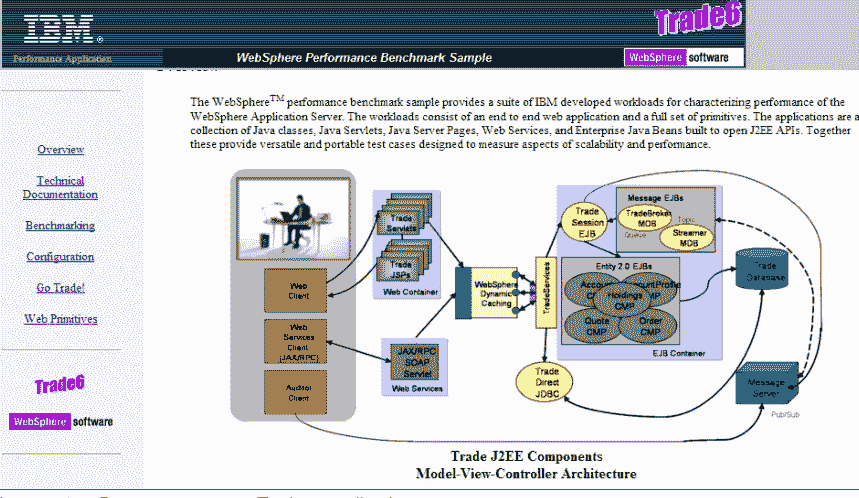 IBM
Performance Application
WebSphere Performance Benchmark Sample
Trade6
WebSphere software
The WebSphere™ performance benchmark sample provides a suite of IBM developed workloads for characterizing performance of the
WebSphere Application Server. The workloads consist of an end to end web application and a full set of primitives. The applications are a
collection of Java classes, Java Servlets, Java Server Pages, Web Services, and Enterprise Java Beans built to open J2EE APIs. Together
these provide versatile and portable test cases designed to measure aspects of scalability and performance.
Overview
Technical
Documentation
Benchmarking
Configuration
Go Trade!
Web Primitives
Trade6
WebSphere software
Web
Client
Web
Services
Client
(JAX/RPC)
Auditor
Client
Trade
Servlets
Trade
JSPs
Web Container
JAX/RPC
SOAP
Servlet
Web Services
WebSphere
Dynamic
Caching
TradeServices
Trade
Session
EJB
Message EJBs
TradeBroker
MDB
Queue
Topic
Streamer
MDB
Entity 2.0 EJBs
Holdings
CMP
Quote
CMP
Order
CMP
EJB Container
Trade
Direct
JDBC
Trade
Database
Message
Server
Pub/Sub
Trade J2EE Components
Model-View-Controller Architecture